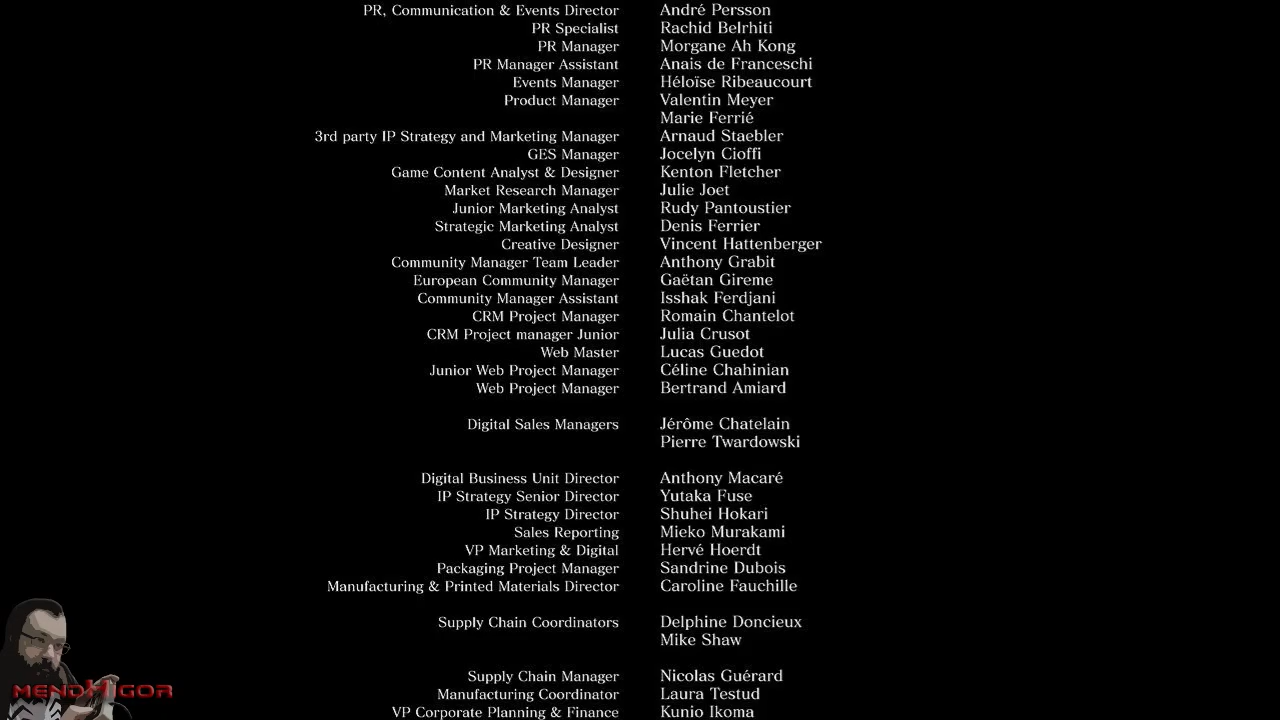 PR, Communication & Events Director André Persson
PR Specialist Rachid Belrhiti
PR Manager Morgane Ah Kong
PR Manager Assistant Anais de Franceschi
Events Manager Héloïse Ribeaucourt
Product Manager Valentin Meyer
Marie Ferrié
3rd party IP Strategy and Marketing Manager Arnaud Staebler
GES Manager Jocelyn Cioffi
Game Content Analyst & Designer Kenton Fletcher
Market Research Manager Julie Joet
Junior Marketing Analyst Rudy Pantoustier
Strategic Marketing Analyst Denis Ferrier
Creative Designer Vincent Hattenberger
Community Manager Team Leader Anthony Grabit
European Community Manager Gaëtan Gireme
Community Manager Assistant Isshak Ferdjani
CRM Project Manager Romain Chantelot
CRM Project manager Junior Julia Crusot
Web Master Lucas Guedot
Junior Web Project Manager Céline Chahinian
Web Project Manager Bertrand Amiard
Digital Sales Managers Jérôme Chatelain
Pierre Twardowski
Digital Business Unit Director Anthony Macaré
IP Strategy Senior Director Yutaka Fuse
IP Strategy Director Shuhei Hokari
Sales Reporting Mieko Murakami
VP Marketing & Digital Hervé Hoerdt
Packaging Project Manager Sandrine Dubois
Manufacturing & Printed Materials Director Caroline Fauchille
Supply Chain Coordinators Delphine Doncieux
Mike Shaw
Supply Chain Manager Nicolas Guérard
Manufacturing Coordinator Laura Testud
VP Corporate Planning & Finance Kunio Ikoma